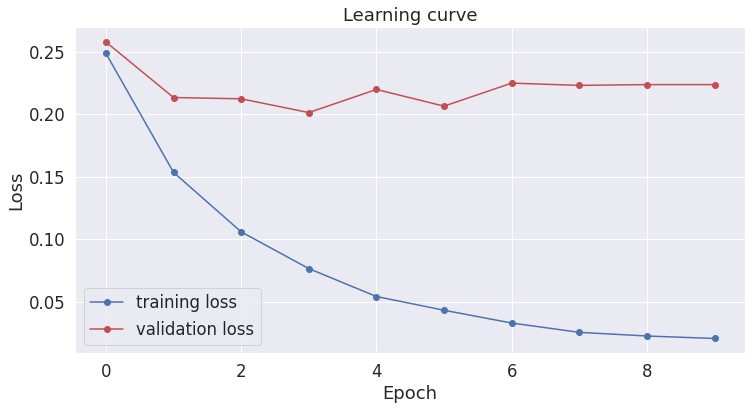 Learning curve
0.25
0.20
0.15
0.10
0.05
Loss
training loss
validation loss
0 2 4 6 8
Epoch